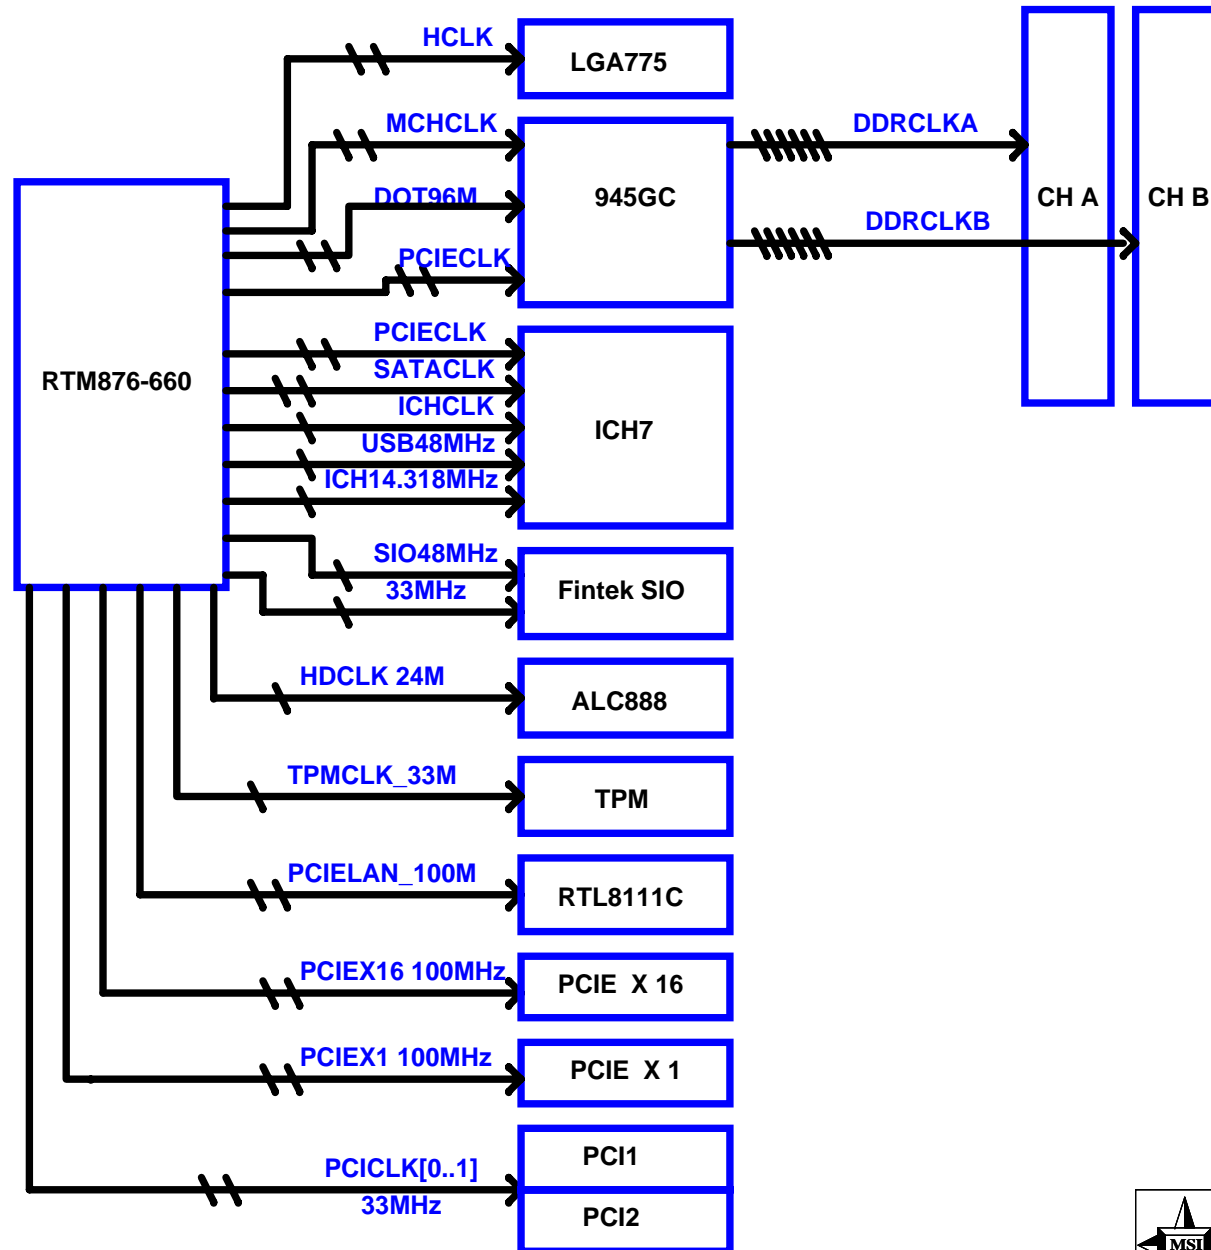 HCLK
LGA775
MCHCLK
DDRCLKA
DOT96M
945GC
CH A
CH B
DDRCLKB
PCIECLK
PCIECLK
RTM876-660
SATACLK
ICHCLK
ICH7
USB48MHz
ICH14.318MHz
SIO48MHz
33MHz
Fintek SIO
HDCLK 24M
ALC888
TPMCLK_33M
TPM
PCIELAN_100M
RTL8111C
PCIEX16 100MHz
PCIE X 16
PCIEX1 100MHz
PCIE X 1
PCI1
PCICLK[0..1]
33MHz
PCI2
MSI